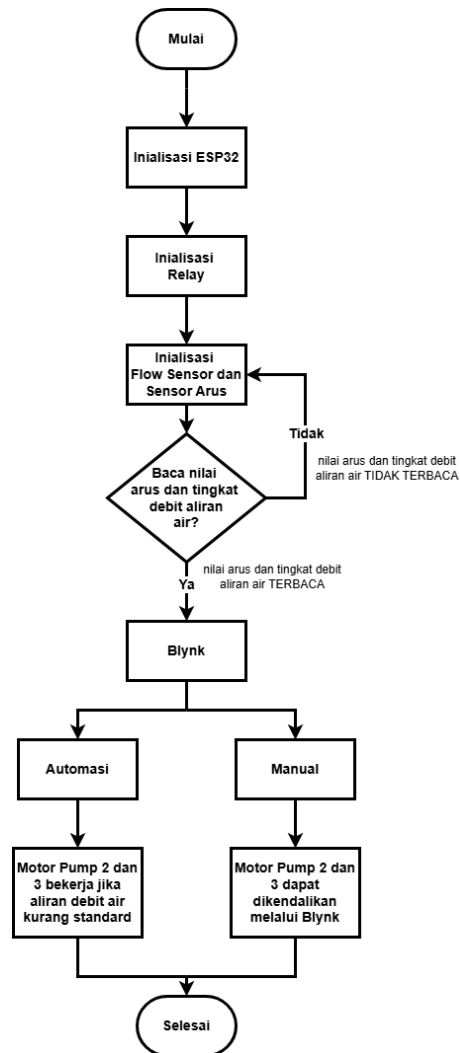 Mulai
Inialisasi ESP32
Inialisasi
Relay
Inialisasi
Flow Sensor dan
Sensor Arus
Tidak
nilai arus dan tingkat debit
aliran air TIDAK TERBACA
Baca nilai
arus dan tingkat
debit aliran
air?
nilai arus dan tingkat debit
aliran air TERBACA
Ya
Blynk
Automasi
Manual
Motor Pump 2 dan
3 bekerja jika
aliran debit air
kurang standard
Motor Pump 2 dan
3 dapat
dikendalikan
melalui Blynk
Selesai